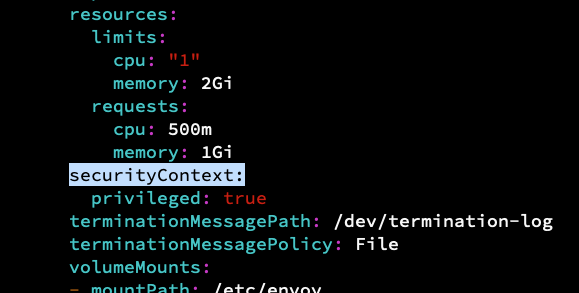 resources:
limits:
cpu: "1"
memory: 2Gi
requests:
cpu: 500m
memory: 1Gi
securityContext:
privileged: true
terminationMessagePath: /dev/termination-log
terminationMessagePolicy: File
volumeMounts:
- mountPath: /etc/envoy